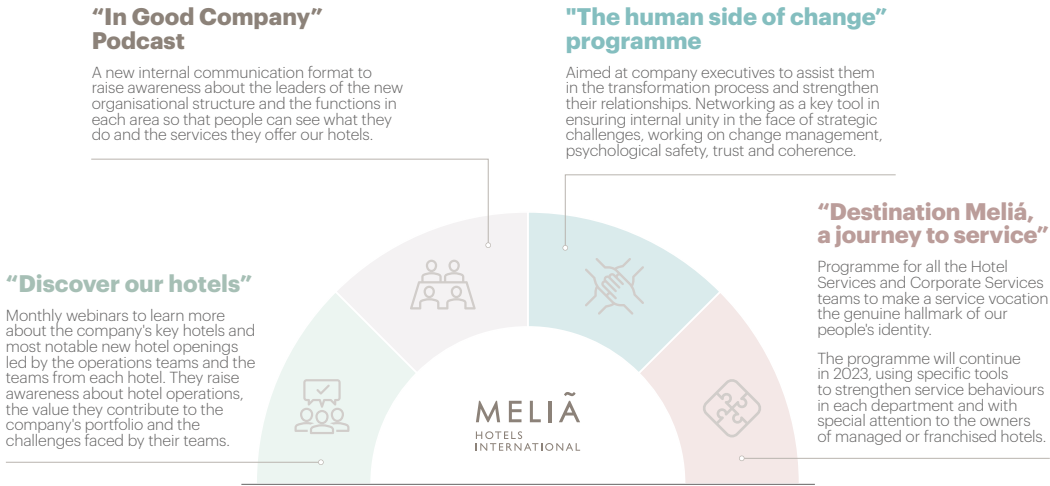 “In Good Company”
Podcast
A new internal communication format to
raise awareness about the leaders of the new
organisational structure and the functions in
each area so that people can see what they
do and the services they offer our hotels.
"The human side of change”
programme
Aimed at company executives to assist them
in the transformation process and strengthen
their relationships. Networking as a key tool in
ensuring internal unity in the face of strategic
challenges, working on change management,
psychological safety, trust and coherence.
“Discover our hotels”
Monthly webinars to learn more
about the company's key hotels and
most notable new hotel openings
led by the operations teams and the
teams from each hotel. They raise
awareness about hotel operations,
the value they contribute to the
company's portfolio and the
challenges faced by their teams.
“Destination Meliá,
a journey to service”
Programme for all the Hotel
Services and Corporate Services
teams to make a service vocation
the genuine hallmark of our
people's identity.
The programme will continue
in 2023, using specific tools
to strengthen service behaviours
in each department and with
special attention to the owners
of managed or franchised hotels.
MELIÃ
HOTELS
INTERNATIONAL